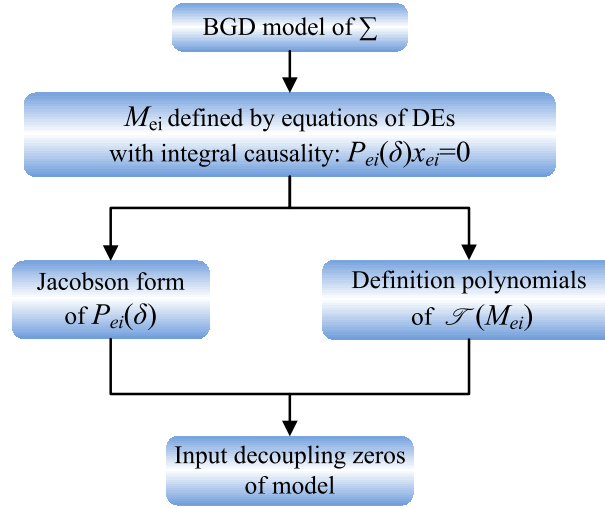 BGD model of ∑
M_ei defined by equations of DEs
with integral causality: P_ei(δ)x_ei=0
Jacobson form
of P_ei(δ)
Definition polynomials
of 𝒯(M_ei)
Input decoupling zeros
of model